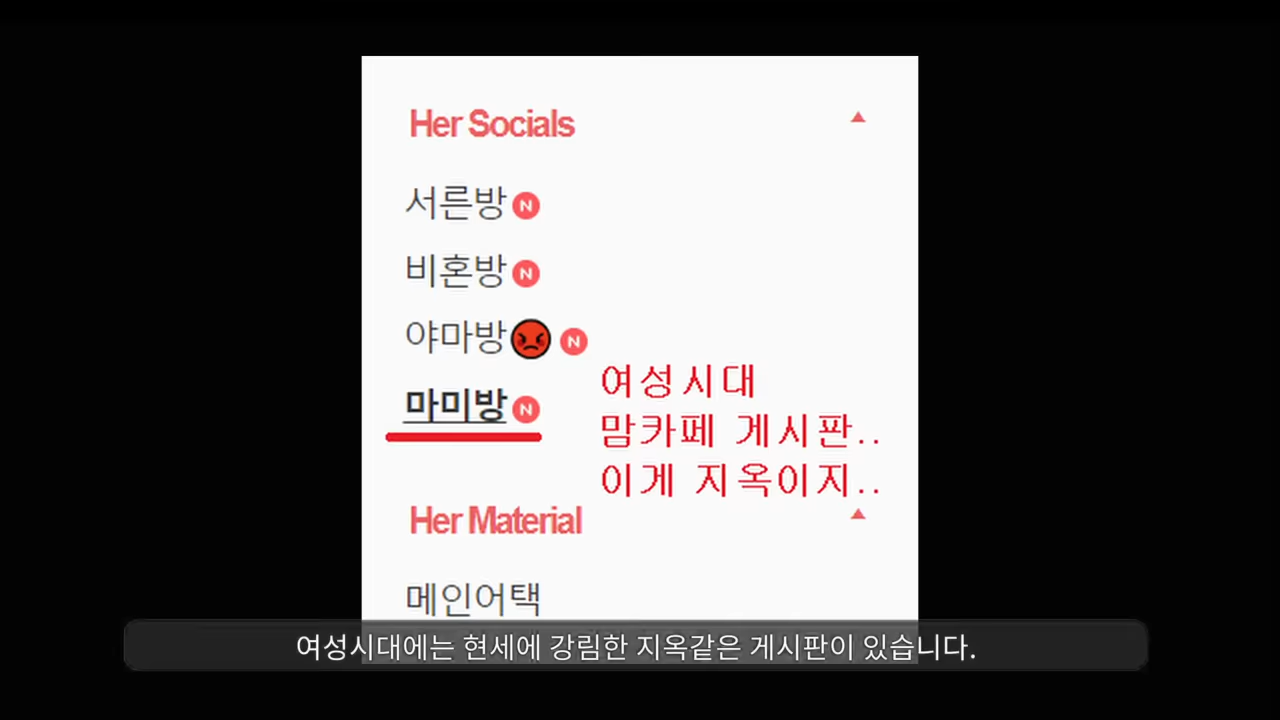 Her Socials
서른방 N
비혼방 N
야마방 N
마미방 N
여성시대
맘카페 게시판..
이게 지옥이지..
Her Material
메인어택
여성시대에는 현세에 강림한 지옥같은 게시판이 있습니다.